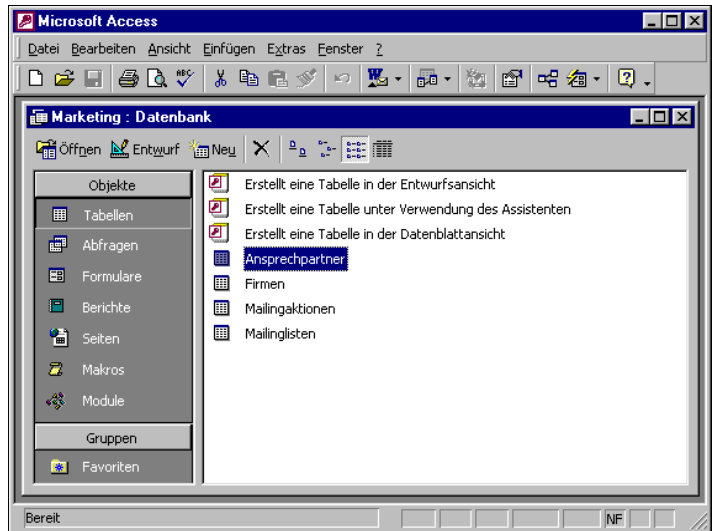 Microsoft Access
Datei Bearbeiten Ansicht Einfügen Extras Fenster ?
Marketing : Datenbank
Öffnen Entwurf Neu
Objekte
Tabellen
Abfragen
Formulare
Berichte
Seiten
Makros
Module
Gruppen
Favoriten
Erstellt eine Tabelle in der Entwurfsansicht
Erstellt eine Tabelle unter Verwendung des Assistenten
Erstellt eine Tabelle in der Datenblattansicht
Ansprechpartner
Firmen
Mailingaktionen
Mailinglisten
Bereit
NF